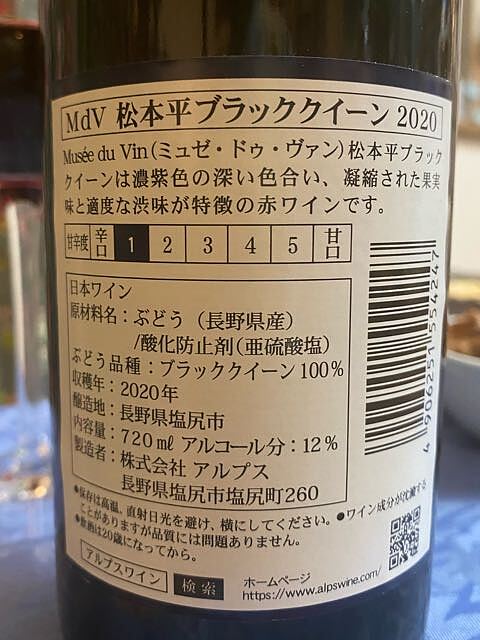 MdV 松本平ブラッククイーン 2020
Musée du Vin(ミュゼ・ドゥ・ヴァン)松本平ブラック
クイーンは濃紫色の深い色合い、凝縮された果実
味と適度な渋味が特徴の赤ワインです。
甘辛度 辛口 1 2 3 4 5 甘口
日本ワイン
原材料名:ぶどう(長野県産)
/酸化防止剤(亜硫酸塩)
ぶどう品種:ブラッククイーン100%
収穫年:2020年
醸造地:長野県塩尻市
内容量:720㎖ アルコール分:12%
製造者:株式会社 アルプス
長野県塩尻市塩尻町260
4906251554247
●保存は高温、直射日光を避け、横にしてください。●ワイン成分が沈殿する
ことがありますが品質には問題ありません。
●飲酒は20歳になってから。
アルプスワイン 検索
ホームページ
https://www.alpswine.com/